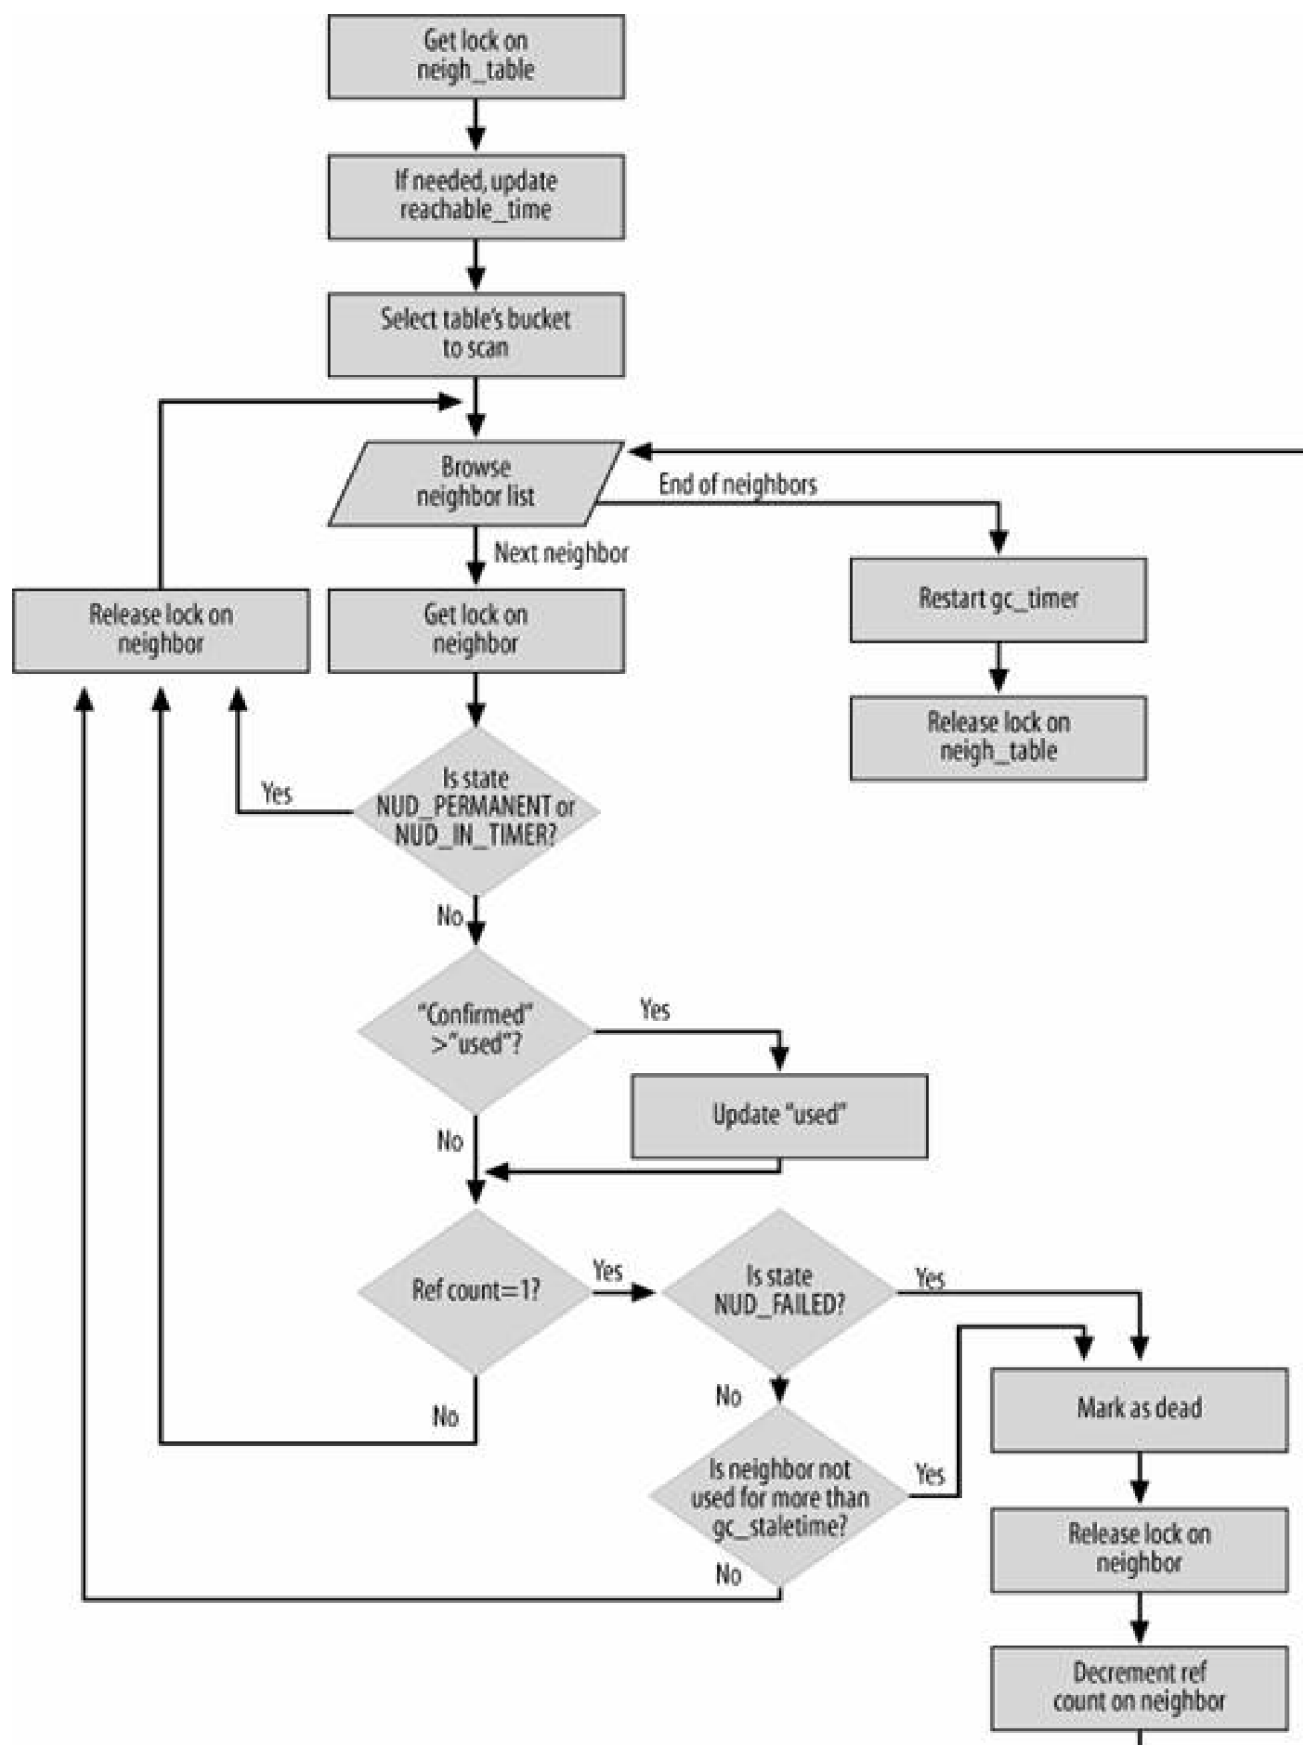 Get lock on
neigh_table
If needed, update
reachable_time
Select table's bucket
to scan
Browse
neighbor list
End of neighbors
Next neighbor
Release lock on
neighbor
Get lock on
neighbor
Restart gc_timer
Release lock on
neigh_table
Is state
NUD_PERMANENT or
NUD_IN_TIMER?
Yes
No
"Confirmed"
>"used"?
Yes
Update "used"
No
Ref count=1?
Yes
Is state
NUD_FAILED?
Yes
No
No
Mark as dead
Is neighbor not
used for more than
gc_staletime?
Yes
No
Release lock on
neighbor
Decrement ref
count on neighbor